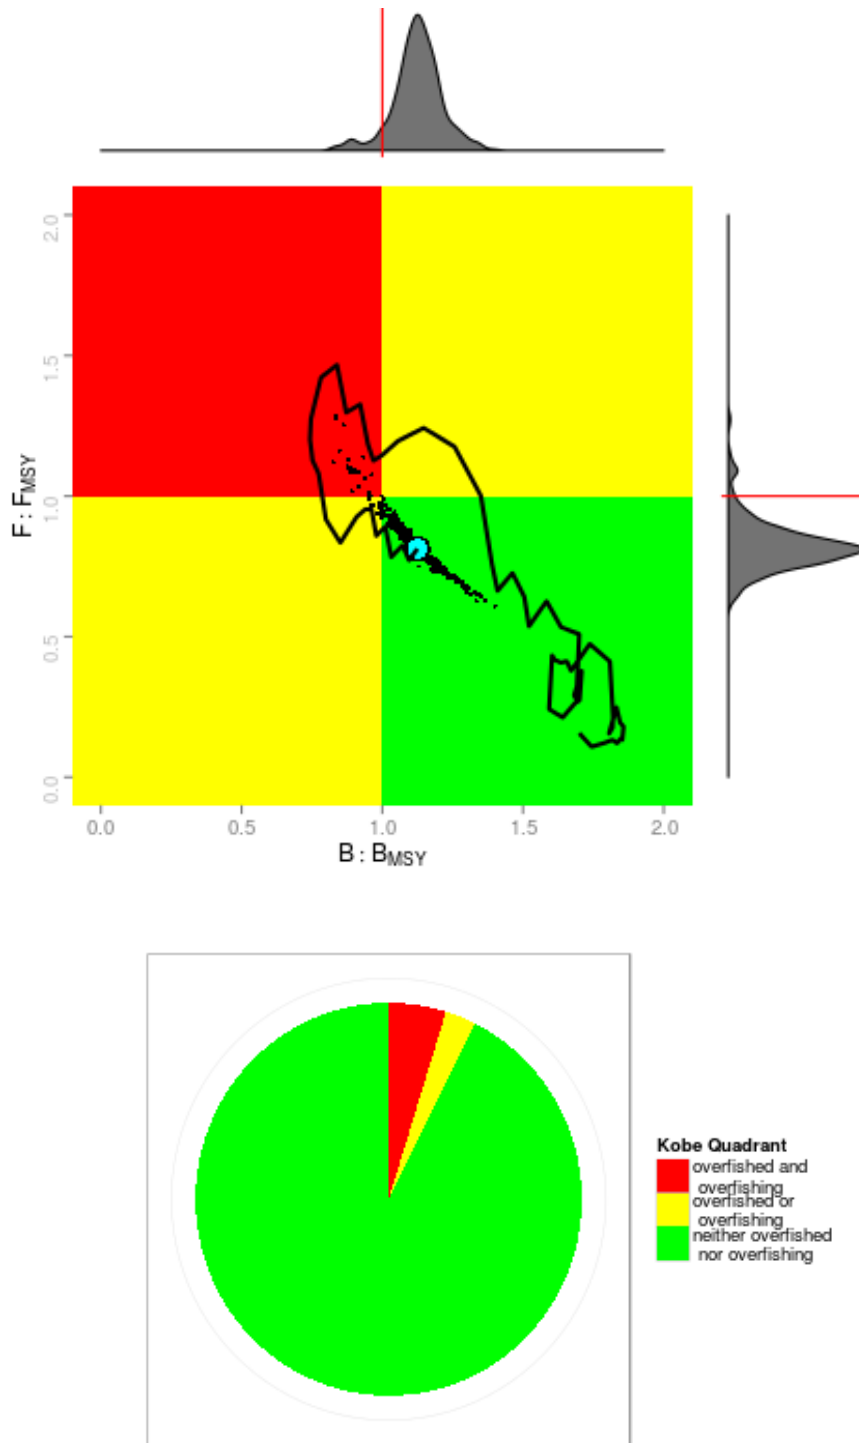 2.0
1.5
1.0
0.5
0.0
F : FMSY
0.0 0.5 1.0 1.5 2.0
B : BMSY
Kobe Quadrant
overfished and
overfishing
overfished or
overfishing
neither overfished
nor overfishing